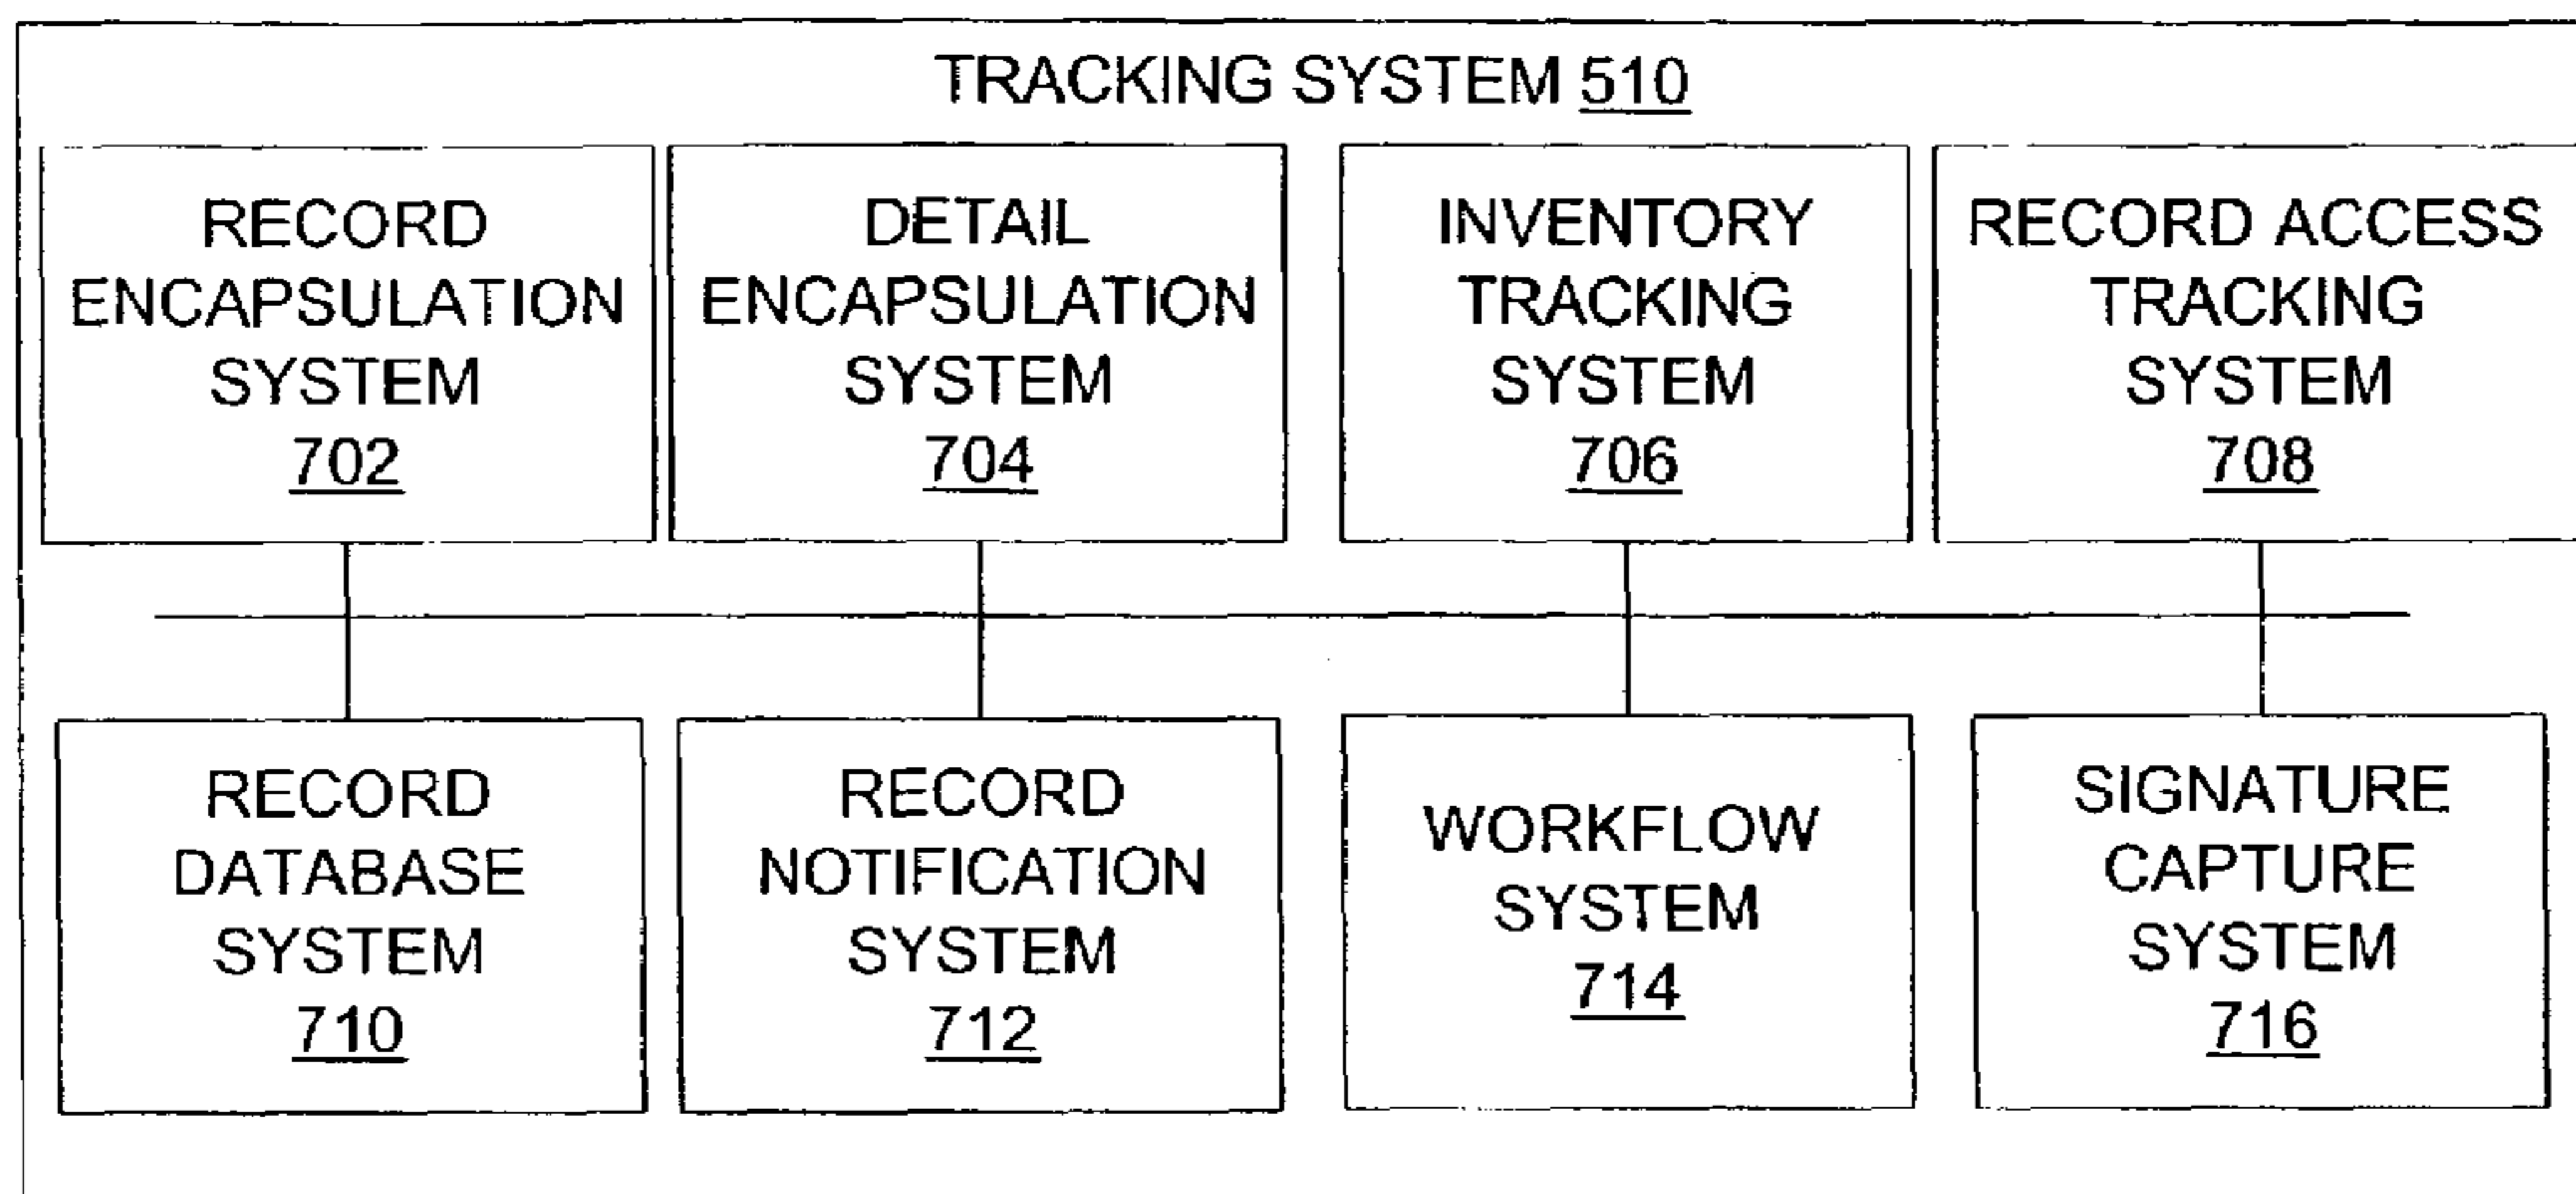 TRACKING SYSTEM 510
RECORD
ENCAPSULATION
SYSTEM
702
DETAIL
ENCAPSULATION
SYSTEM
704
INVENTORY
TRACKING
SYSTEM
706
RECORD ACCESS
TRACKING
SYSTEM
708
RECORD
DATABASE
SYSTEM
710
RECORD
NOTIFICATION
SYSTEM
712
WORKFLOW
SYSTEM
714
SIGNATURE
CAPTURE
SYSTEM
716